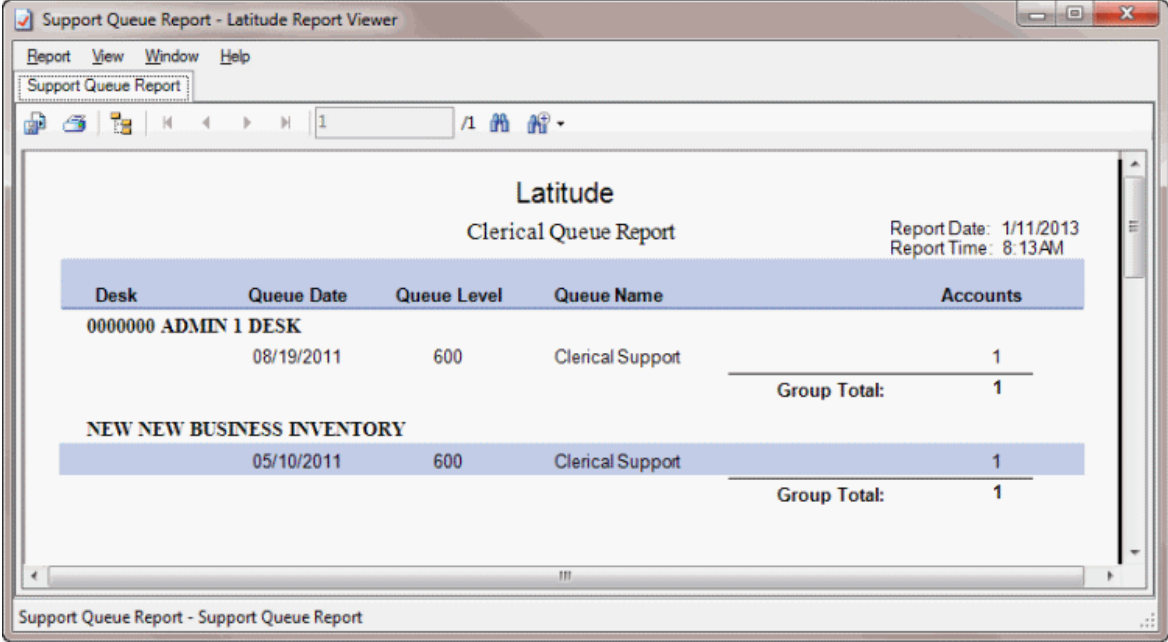 Support Queue Report - Latitude Report Viewer
Report View Window Help
Support Queue Report
1 /1
Latitude
Clerical Queue Report
Report Date: 1/11/2013
Report Time: 8:13AM
Desk Queue Date Queue Level Queue Name Accounts
0000000 ADMIN 1 DESK
08/19/2011 600 Clerical Support 1
Group Total: 1
NEW NEW BUSINESS INVENTORY
05/10/2011 600 Clerical Support 1
Group Total: 1
Support Queue Report - Support Queue Report